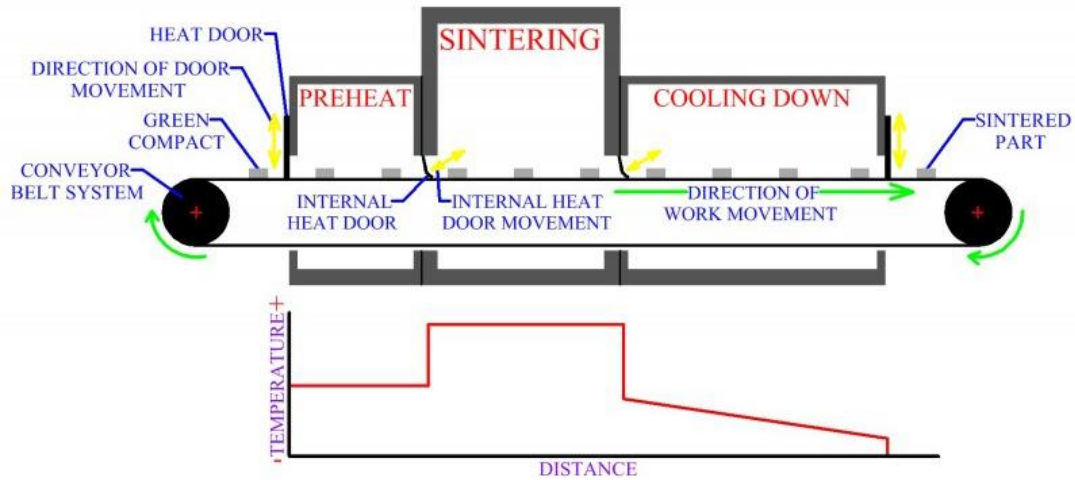 SINTERING
HEAT DOOR
DIRECTION OF DOOR
MOVEMENT
PREHEAT
COOLING DOWN
GREEN
COMPACT
SINTERED
PART
CONVEYOR
BELT SYSTEM
INTERNAL
HEAT DOOR
INTERNAL HEAT
DOOR MOVEMENT
DIRECTION OF
WORK MOVEMENT
-TEMPERATURE+
DISTANCE